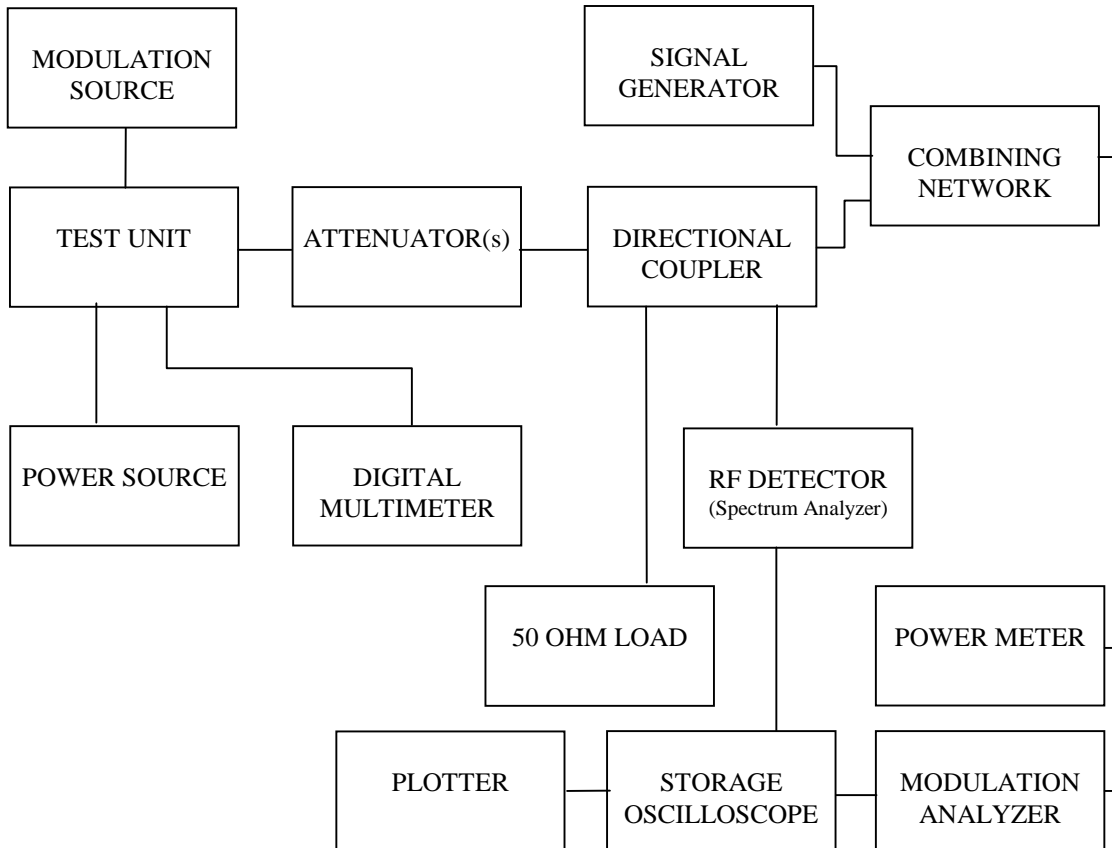 MODULATION
SOURCE
SIGNAL
GENERATOR
COMBINING
NETWORK
TEST UNIT
ATTENUATOR(s)
DIRECTIONAL
COUPLER
POWER SOURCE
DIGITAL
MULTIMETER
RF DETECTOR
(Spectrum Analyzer)
50 OHM LOAD
POWER METER
PLOTTER
STORAGE
OSCILLOSCOPE
MODULATION
ANALYZER